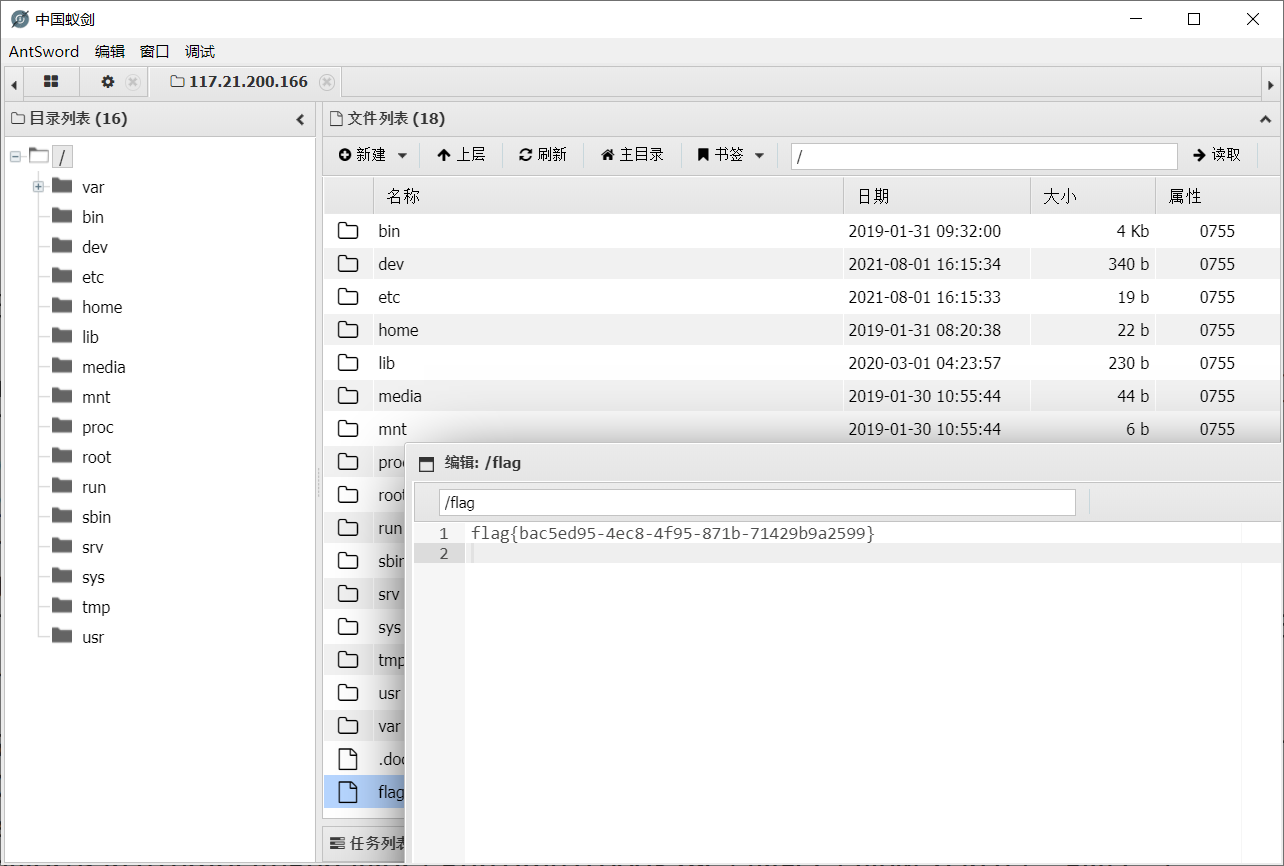 中国蚁剑
AntSword 编辑 窗口 调试
117.21.200.166
目录列表 (16)
/
var
bin
dev
etc
home
lib
media
mnt
proc
root
run
sbin
srv
sys
tmp
usr
文件列表 (18)
新建 上层 刷新 主目录 书签 / 读取
名称 日期 大小 属性
bin 2019-01-31 09:32:00 4 Kb 0755
dev 2021-08-01 16:15:34 340 b 0755
etc 2021-08-01 16:15:33 19 b 0755
home 2019-01-31 08:20:38 22 b 0755
lib 2020-03-01 04:23:57 230 b 0755
media 2019-01-30 10:55:44 44 b 0755
mnt 2019-01-30 10:55:44 6 b 0755
proc
root
run
sbin
srv
sys
tmp
usr
var
.doc
flag
任务列表
编辑: /flag
/flag
1 flag{bac5ed95-4ec8-4f95-871b-71429b9a2599}
2